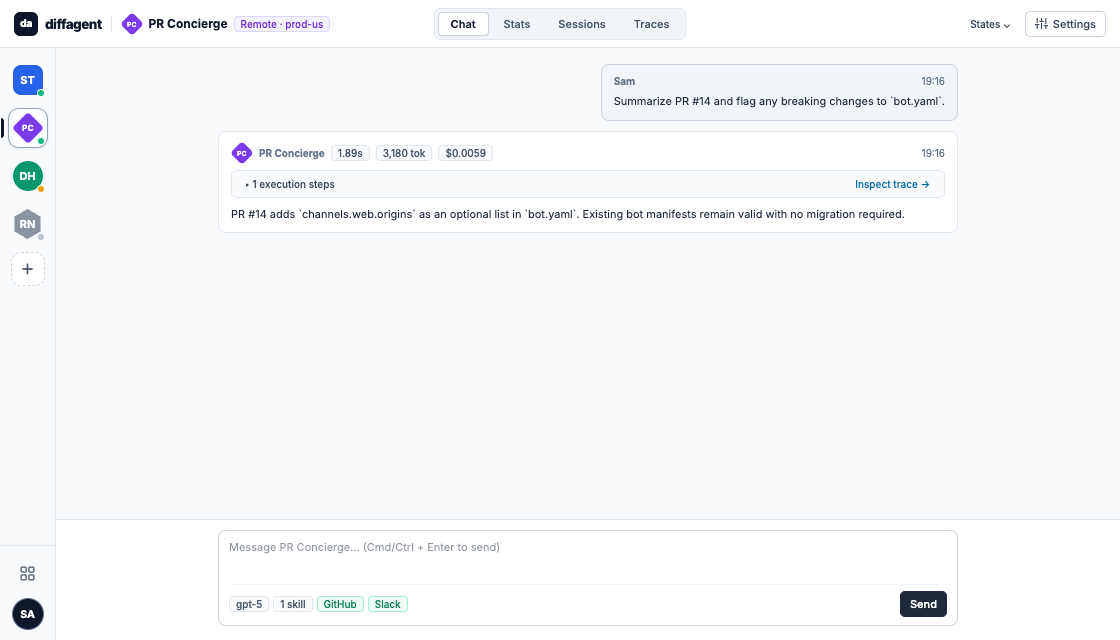 da diffagent PC PR Concierge Remote · prod-us Chat Stats Sessions Traces States Settings
ST
PC
DH
RN
+
SA
Sam 19:16
Summarize PR #14 and flag any breaking changes to `bot.yaml`.
PC PR Concierge 1.89s 3,180 tok $0.0059 19:16
▸ 1 execution steps Inspect trace →
PR #14 adds `channels.web.origins` as an optional list in `bot.yaml`. Existing bot manifests remain valid with no migration required.
Message PR Concierge... (Cmd/Ctrl + Enter to send)
gpt-5 1 skill GitHub Slack Send